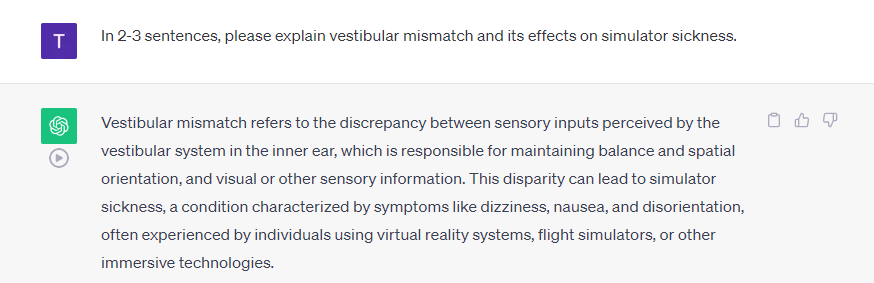 T
In 2-3 sentences, please explain vestibular mismatch and its effects on simulator sickness.
Vestibular mismatch refers to the discrepancy between sensory inputs perceived by the
vestibular system in the inner ear, which is responsible for maintaining balance and spatial
orientation, and visual or other sensory information. This disparity can lead to simulator
sickness, a condition characterized by symptoms like dizziness, nausea, and disorientation,
often experienced by individuals using virtual reality systems, flight simulators, or other
immersive technologies.